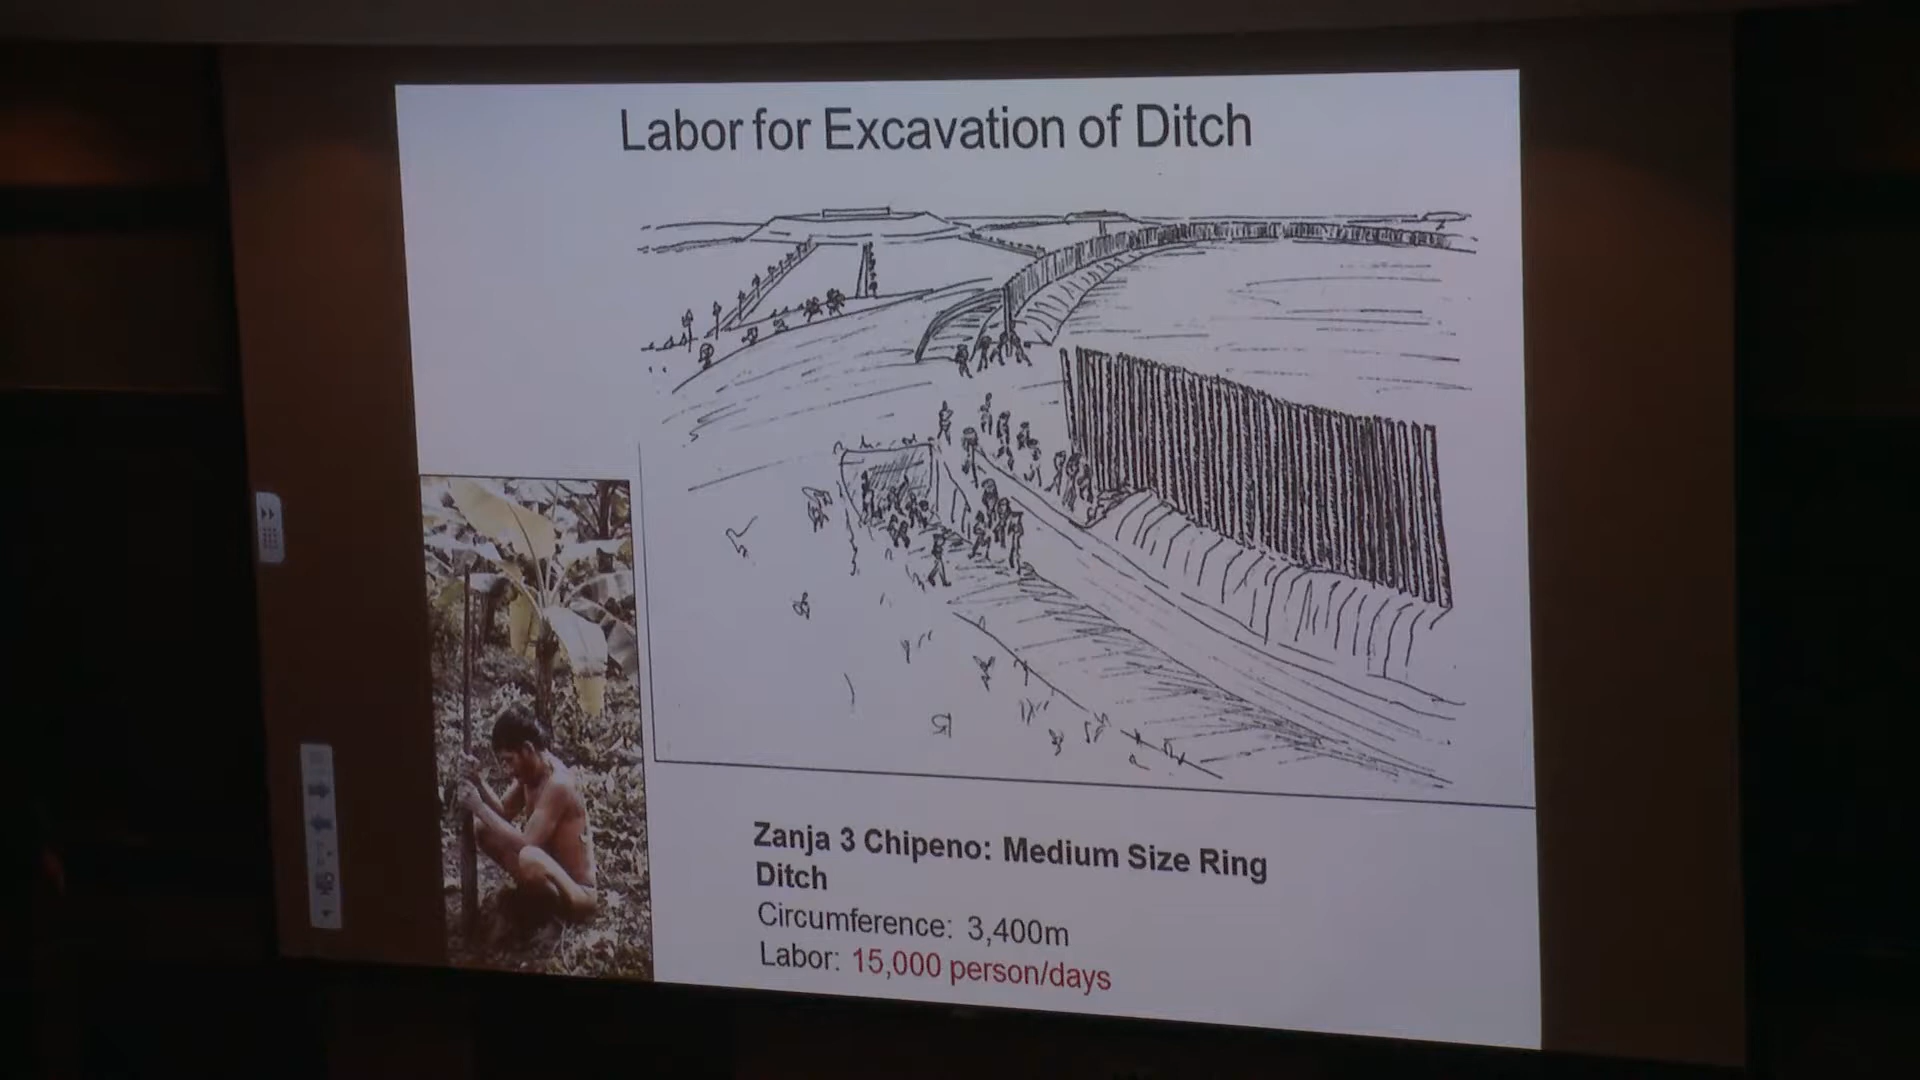 Labor for Excavation of Ditch
Zanja 3 Chipeno: Medium Size Ring
Ditch
Circumference: 3,400m
Labor: 15,000 person/days